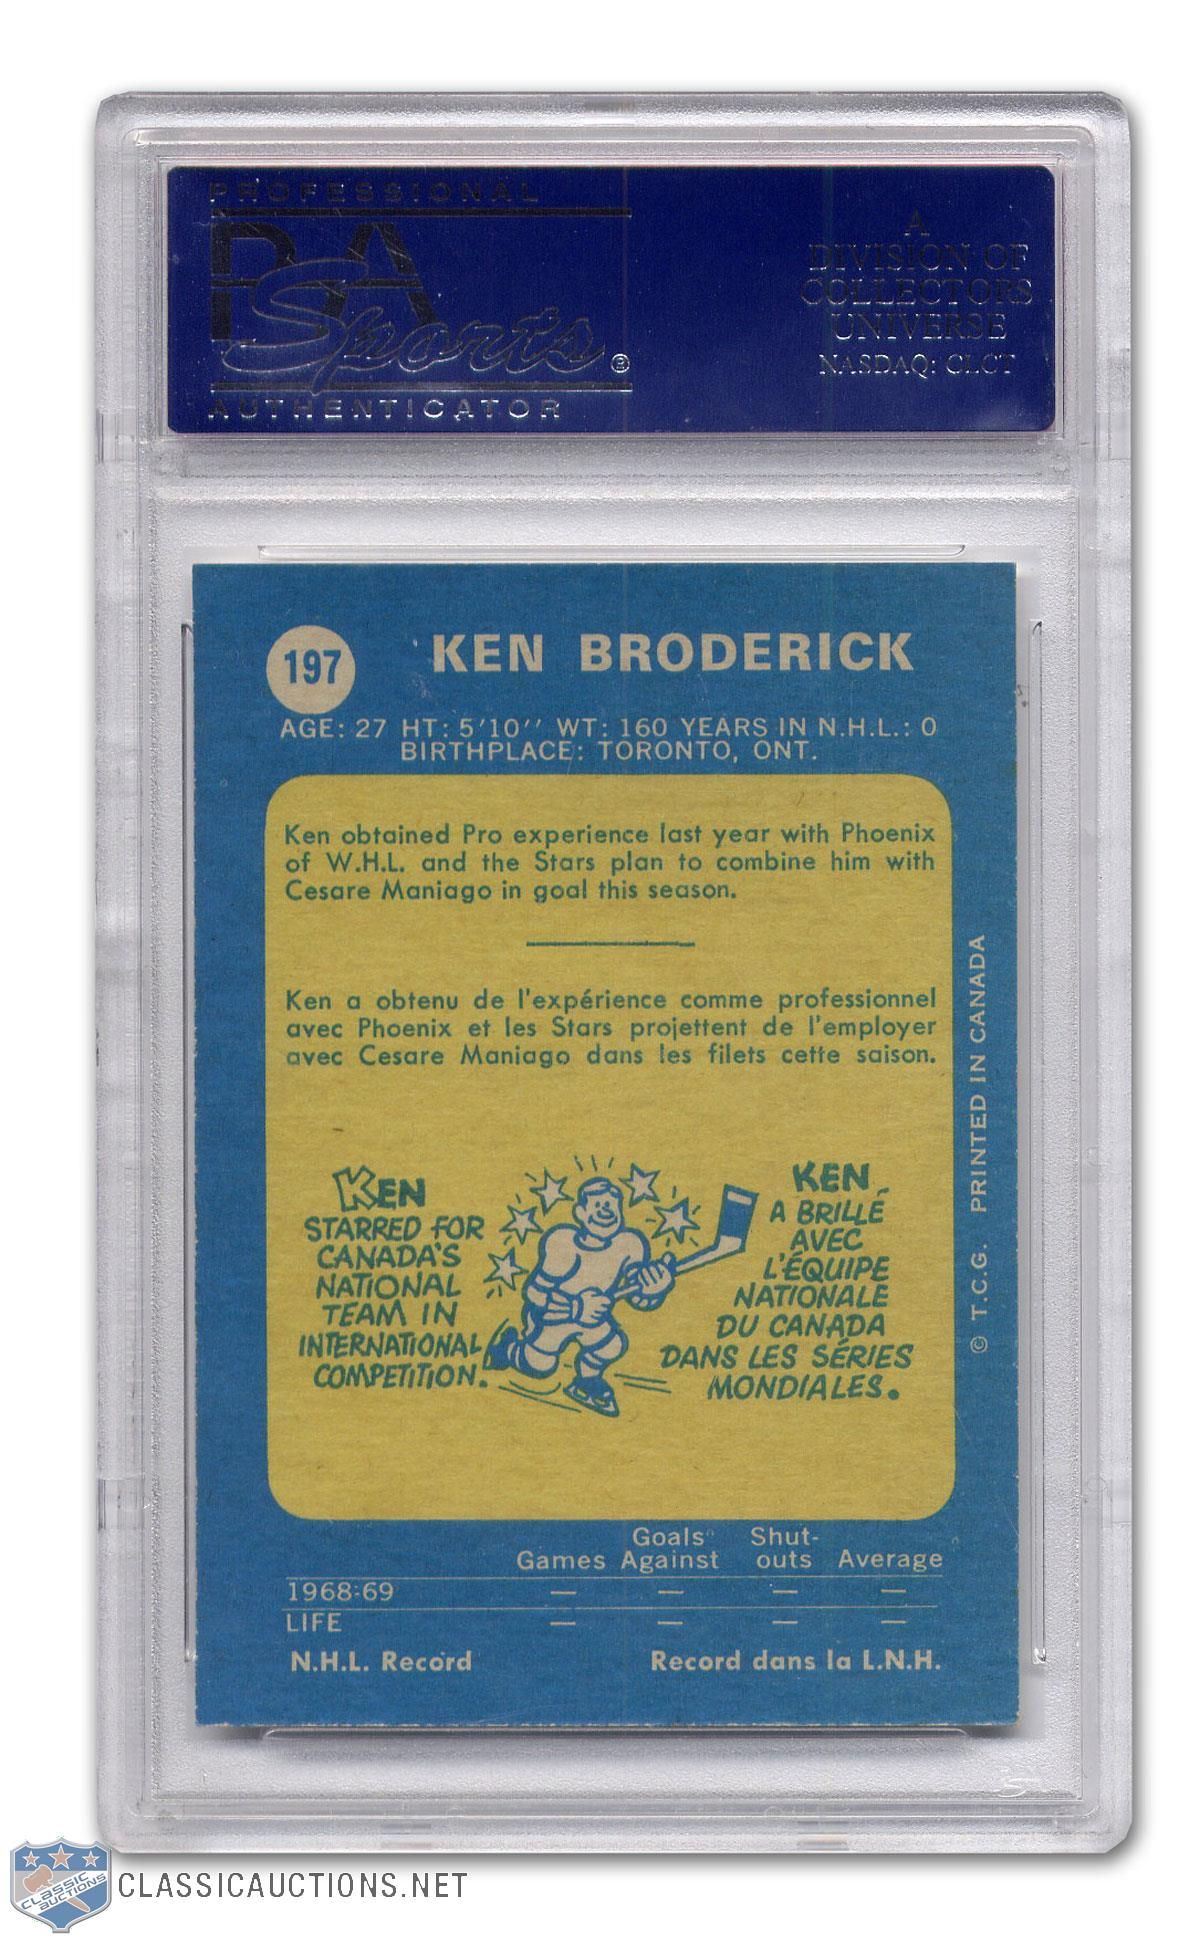 PROFESSIONAL
PSA
Sports®
AUTHENTICATOR
A
DIVISION OF
COLLECTORS
UNIVERSE
NASDAQ: CLCT
197
KEN BRODERICK
AGE: 27 HT: 5'10'' WT: 160 YEARS IN N.H.L.: 0
BIRTHPLACE: TORONTO, ONT.
Ken obtained Pro experience last year with Phoenix
of W.H.L. and the Stars plan to combine him with
Cesare Maniago in goal this season.
Ken a obtenu de l'expérience comme professionnel
avec Phoenix et les Stars projettent de l'employer
avec Cesare Maniago dans les filets cette saison.
KEN
STARRED FOR
CANADA'S
NATIONAL
TEAM IN
INTERNATIONAL
COMPETITION.
KEN
A BRILLÉ
AVEC
L'ÉQUIPE
NATIONALE
DU CANADA
DANS LES SÉRIES
MONDIALES.
© T.C.G. PRINTED IN CANADA
Games Goals Against Shut-outs Average
1968-69 — — — —
LIFE — — — —
N.H.L. Record Record dans la L.N.H.
CLASSIC AUCTIONS
CLASSICAUCTIONS.NET